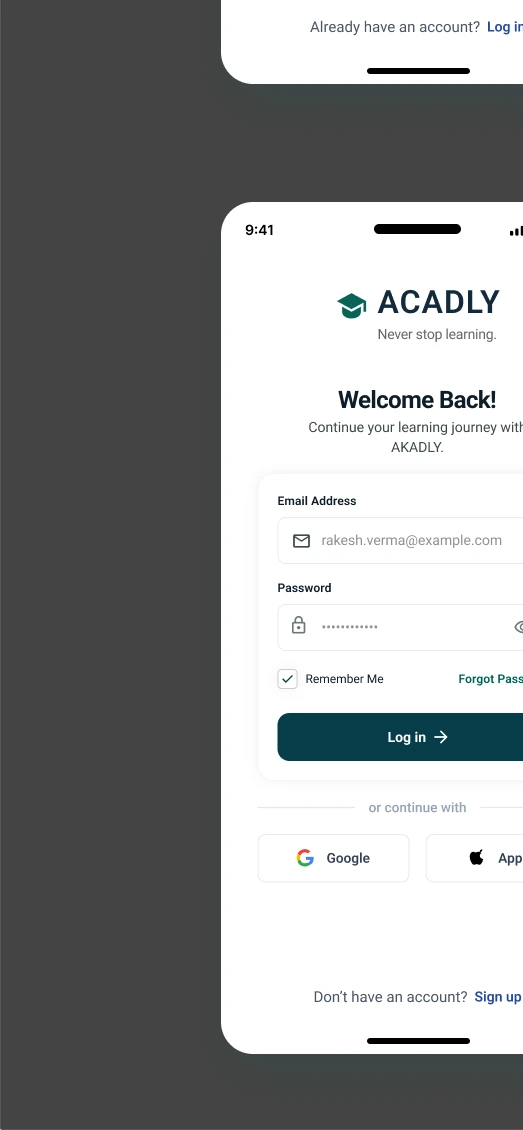 Already have an account? Log in
9:41
ACADLY
Never stop learning.
Welcome Back!
Continue your learning journey with
AKADLY.
Email Address
rakesh.verma@example.com
Password
Remember Me
Forgot Pass
Log in
or continue with
Google
App
Don't have an account? Sign up